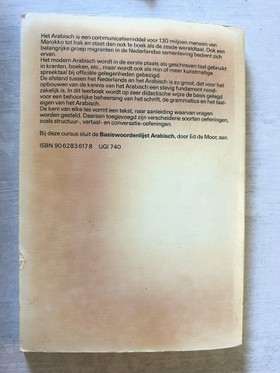 Het Arabisch is een communicatiemiddel voor 130 miljoen mensen van
Marokko tot Irak en staat dan ook te boek als de zesde wereldtaal. Ook een
belangrijke groep migranten in de Nederlandse samenleving bedient zich
ervan.
Het modern Arabisch wordt in de eerste plaats als geschreven taal gebruikt
in kranten, boeken, etc., maar wordt ook als min of meer kunstmatige
spreektaal bij officiële gelegenheden gebezigd.
De afstand tussen het Nederlands en het Arabisch is zo groot, dat voor het
opbouwen van de kennis van het Arabisch een stevig fundament nood-
zakelijk is. In dit leerboek wordt op zeer didactische wijze de basis gelegd
voor een behoorlijke beheersing van het schrift, de grammatica en het taal-
eigen van het Arabisch.
De kern van elke les vormt een tekst, naar aanleiding waarvan vragen
worden gesteld. Daaraan toegevoegd zijn verscheidene soorten oefeningen,
zoals structuur-, vertaal- en conversatie-oefeningen.
Bij deze cursus sluit de Basiswoordenlijst Arabisch, door Ed de Moor, aan.
ISBN 90 6283 617 8 UGI 740